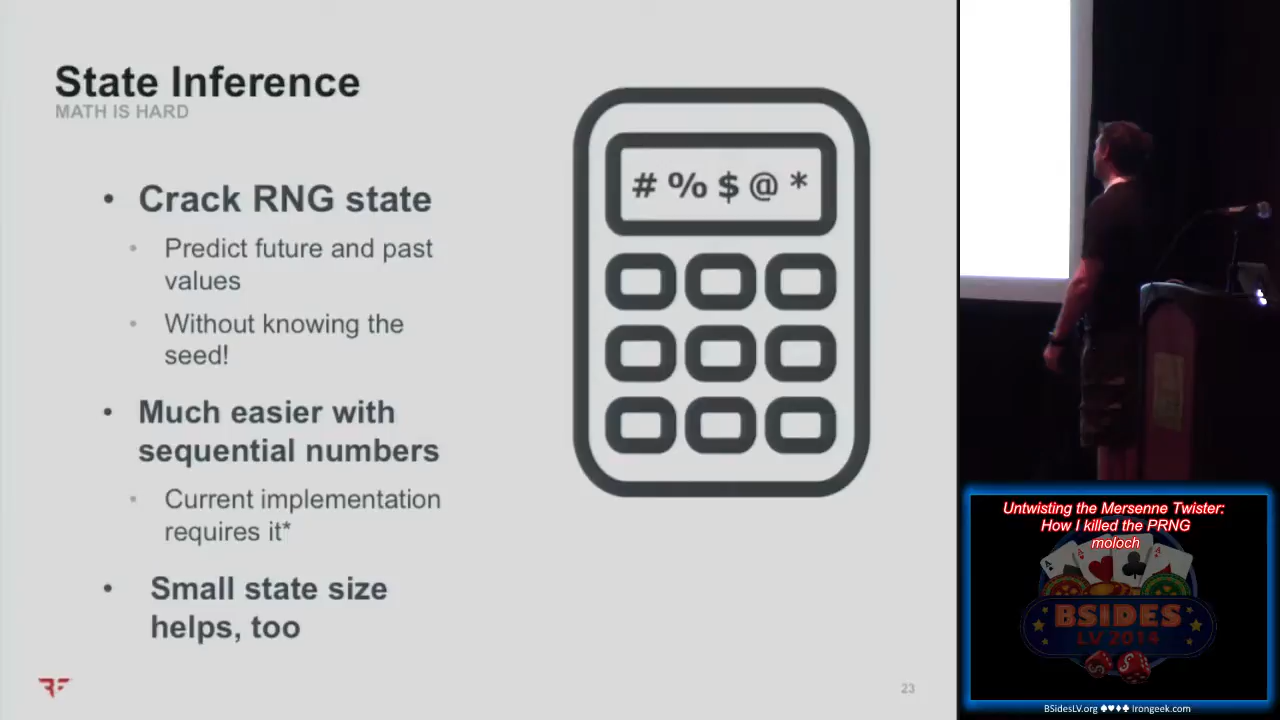 State Inference
MATH IS HARD
• Crack RNG state
• Predict future and past
values
• Without knowing the
seed!
• Much easier with
sequential numbers
• Current implementation
requires it*
• Small state size
helps, too
#%$@*
23
Untwisting the Mersenne Twister:
How I killed the PRNG
moloch
BSIDES
LV 2014
BSidesLV.org ♠♥♦♣ Irongeek.com